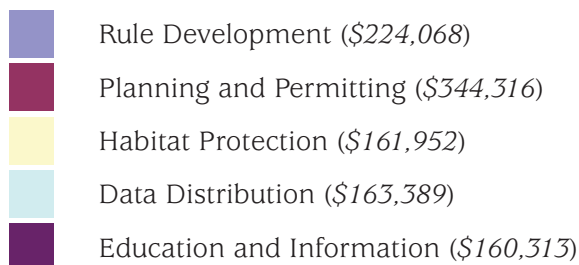 Rule Development ($224,068)
Planning and Permitting ($344,316)
Habitat Protection ($161,952)
Data Distribution ($163,389)
Education and Information ($160,313)